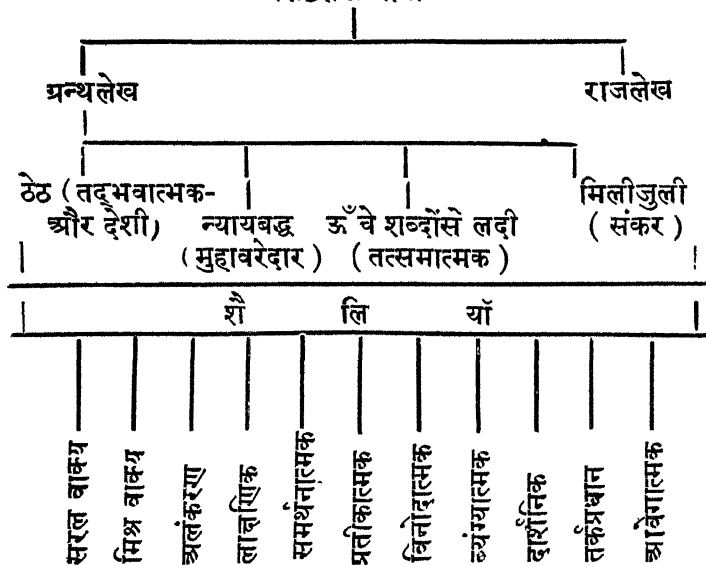 ग्रन्थलेख राजलेख
ठेठ (तद्भवात्मक- मिलीजुली
और देशी) न्यायबद्ध ऊँचे शब्दोंसे लदी (संकर)
(मुहावरेदार) (तत्समात्मक)
शै लि याँ
सरल वाक्य
मिश्र वाक्य
अलंकरण
लाक्षणिक
समर्थनात्मक
प्रतीकात्मक
विनोदात्मक
व्यंग्यात्मक
दार्शनिक
तर्कप्रधान
आवेगात्मक